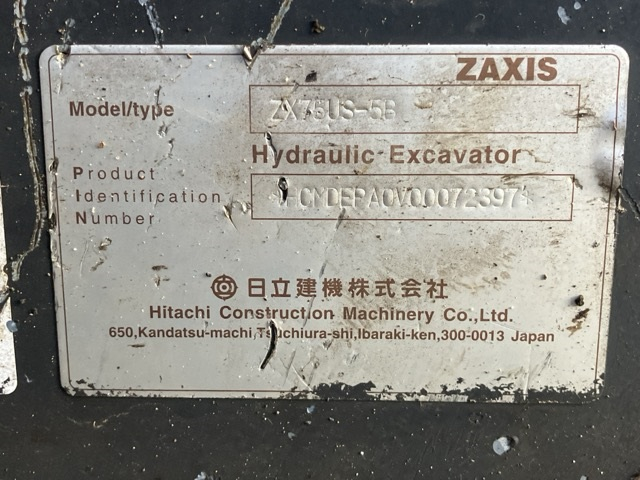 ZAXIS
Model/type ZX75US-5B
Hydraulic Excavator
Product
Identification
Number
日立建機株式会社
Hitachi Construction Machinery Co.,Ltd.
650,Kandatsu-machi,Tsuchiura-shi,Ibaraki-ken,300-0013 Japan